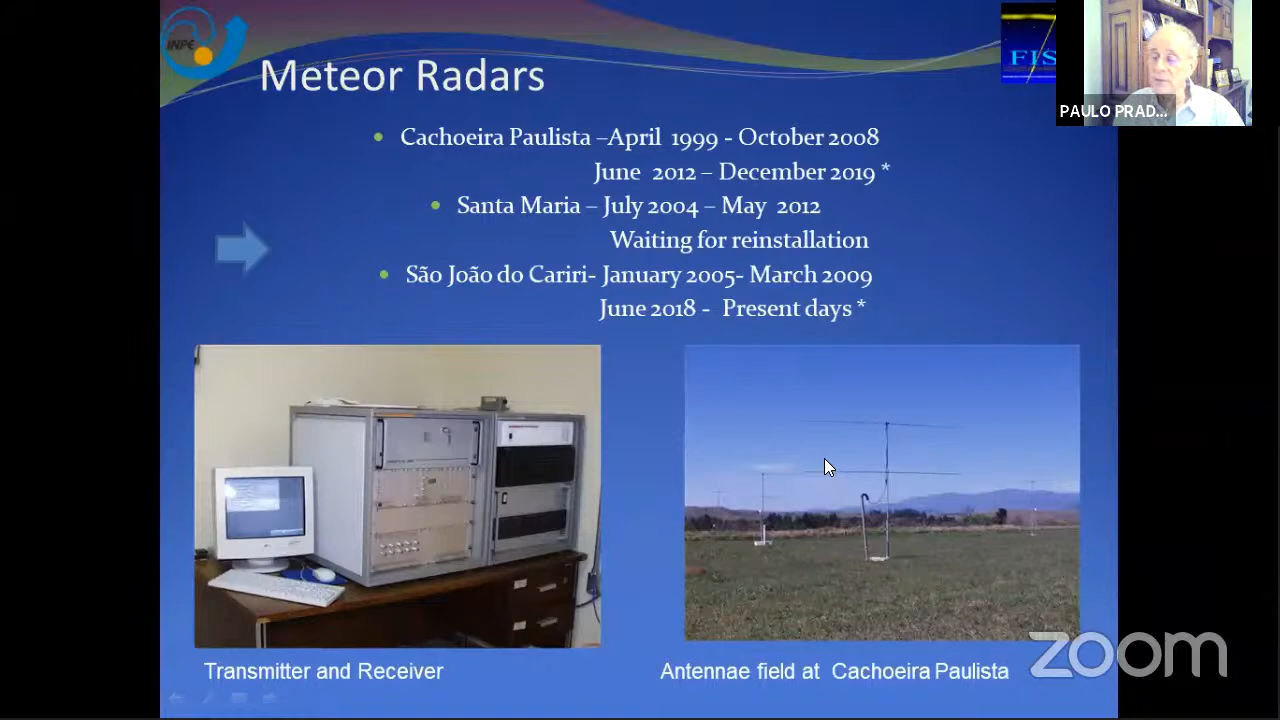 INPE
FIS
PAULO PRAD...
Meteor Radars
• Cachoeira Paulista –April 1999 - October 2008
June 2012 – December 2019 *
• Santa Maria – July 2004 – May 2012
Waiting for reinstallation
• São João do Cariri- January 2005- March 2009
June 2018 - Present days *
Transmitter and Receiver
Antennae field at Cachoeira Paulista
zoom